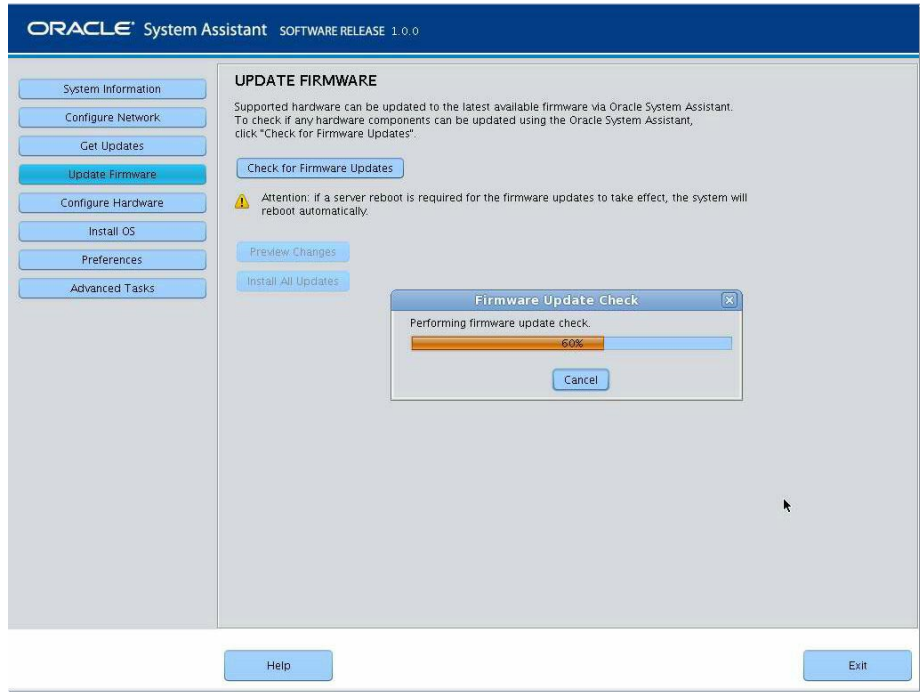 ORACLE System Assistant SOFTWARE RELEASE 1.0.0
System Information
Configure Network
Get Updates
Update Firmware
Configure Hardware
Install OS
Preferences
Advanced Tasks
UPDATE FIRMWARE
Supported hardware can be updated to the latest available firmware via Oracle System Assistant.
To check if any hardware components can be updated using the Oracle System Assistant,
click "Check for Firmware Updates".
Check for Firmware Updates
Attention: if a server reboot is required for the firmware updates to take effect, the system will
reboot automatically.
Preview Changes
Install All Updates
Firmware Update Check
Performing firmware update check.
60%
Cancel
Help
Exit